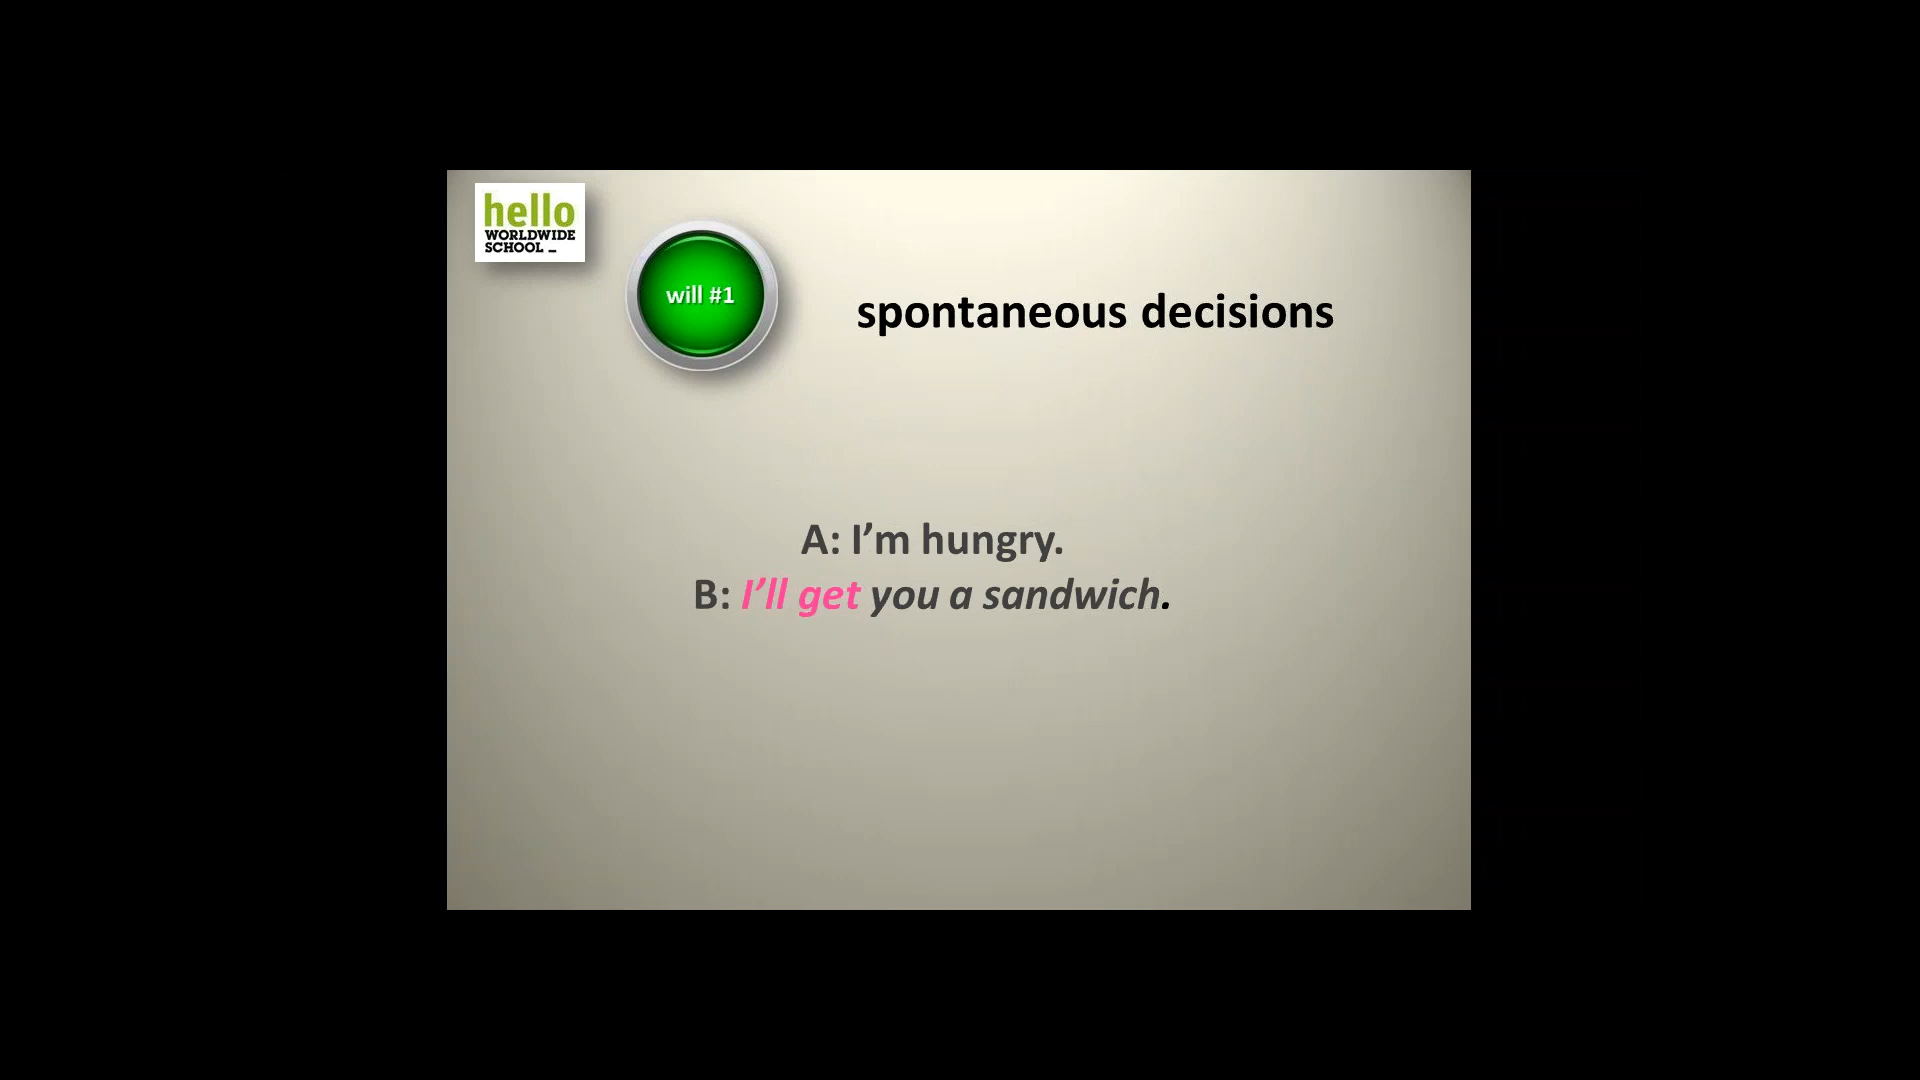 hello
WORLDWIDE
SCHOOL _
will #1
spontaneous decisions
A: I’m hungry.
B: I’ll get you a sandwich.